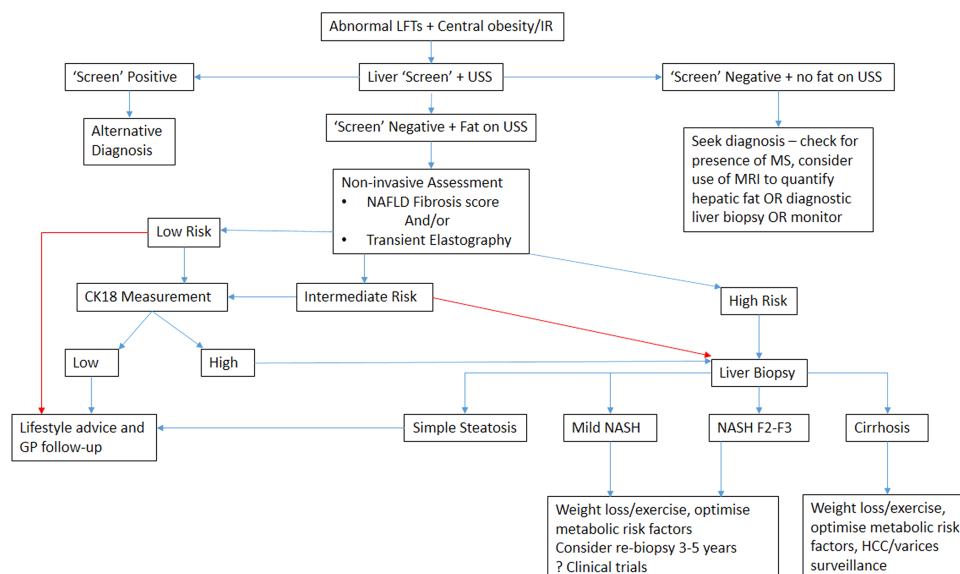 Abnormal LFTs + Central obesity/IR
‘Screen’ Positive
Liver ‘Screen’ + USS
‘Screen’ Negative + no fat on USS
Alternative
Diagnosis
‘Screen’ Negative + Fat on USS
Seek diagnosis – check for
presence of MS, consider
use of MRI to quantify
hepatic fat OR diagnostic
liver biopsy OR monitor
Non-invasive Assessment
• NAFLD Fibrosis score
And/or
• Transient Elastography
Low Risk
CK18 Measurement
Intermediate Risk
High Risk
Low
High
Liver Biopsy
Lifestyle advice and
GP follow-up
Simple Steatosis
Mild NASH
NASH F2-F3
Cirrhosis
Weight loss/exercise, optimise
metabolic risk factors
Consider re-biopsy 3-5 years
? Clinical trials
Weight loss/exercise,
optimise metabolic risk
factors, HCC/varices
surveillance